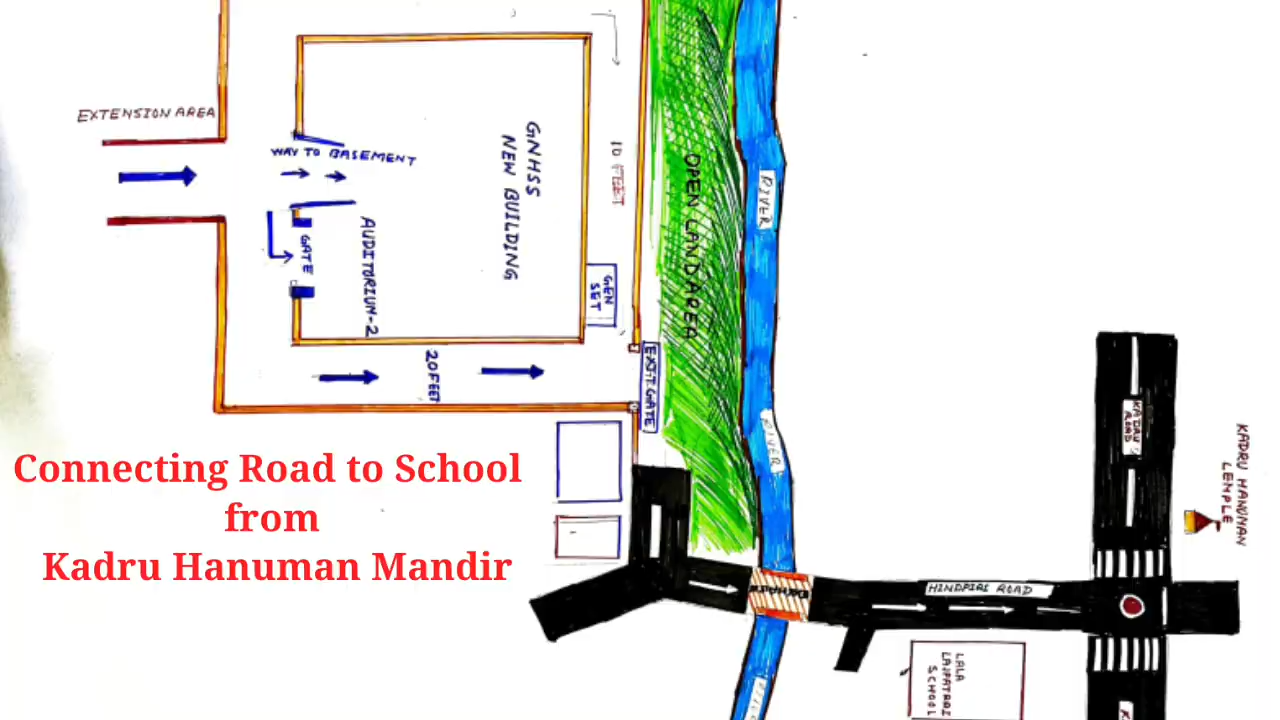 EXTENSION AREA
WAY TO BASEMENT
GATE
AUDITORIUN-2
GNHSS
NEW BUILDING
10 FEET
GEN
SET
20 FEET
EXIT GATE
OPEN LAND AREA
RIVER
RIVER
KADRU
ROAD
KADRU HANUMAN
LEMPLE
Connecting Road to School
from
Kadru Hanuman Mandir
HINDPIRI ROAD
LALA
LAJPATRAI
SCHOOL